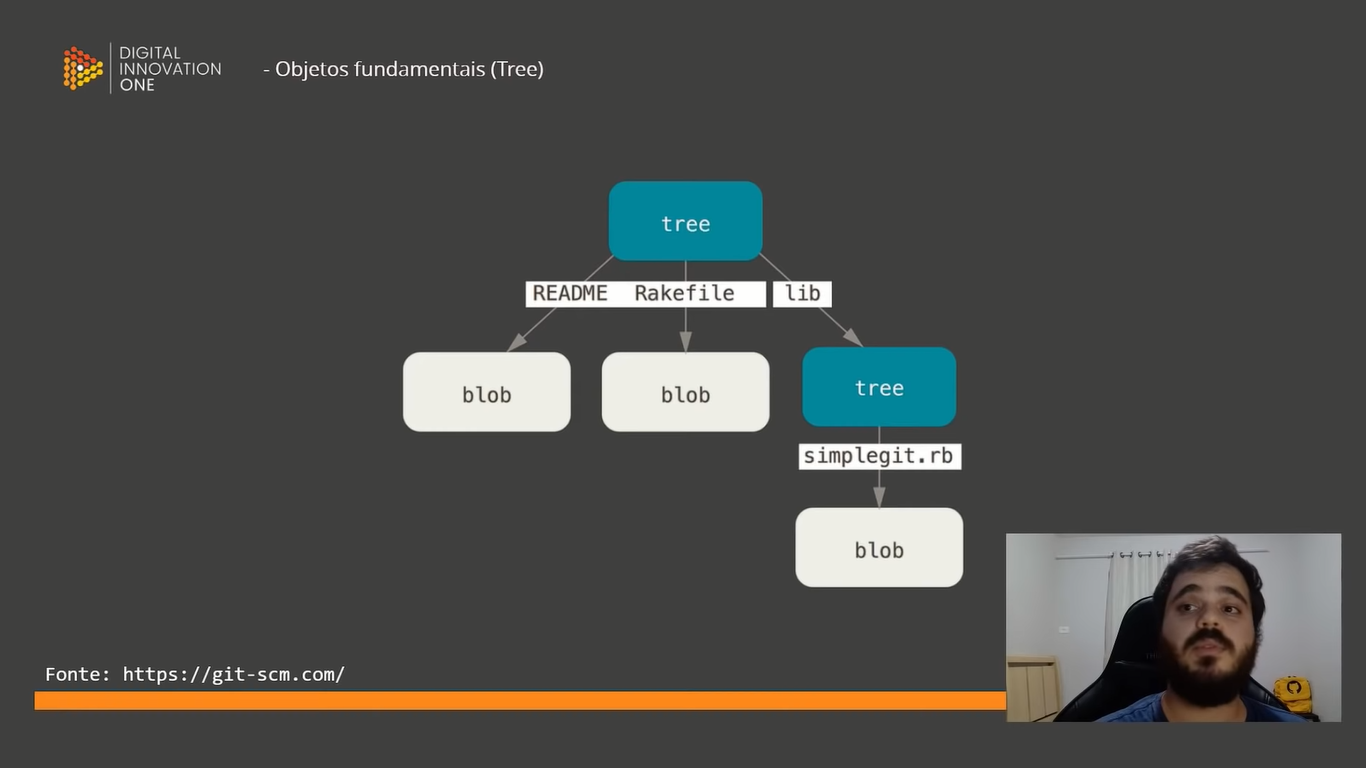 DIGITAL
INNOVATION
ONE
- Objetos fundamentais (Tree)
tree
README Rakefile lib
blob blob tree
simplegit.rb
blob
Fonte: https://git-scm.com/